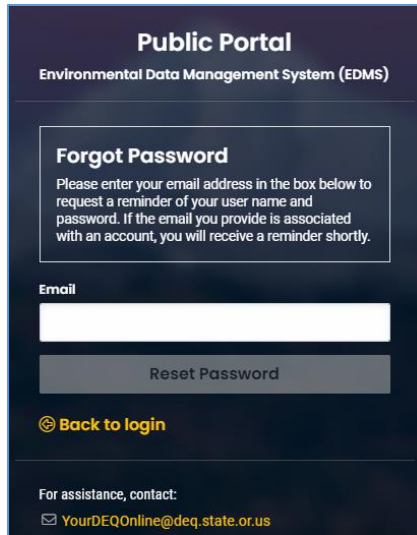 Public Portal
Environmental Data Management System (EDMS)
Forgot Password
Please enter your email address in the box below to
request a reminder of your user name and
password. If the email you provide is associated
with an account, you will receive a reminder shortly.
Email
Reset Password
Back to login
For assistance, contact:
YourDEQOnline@deq.state.or.us